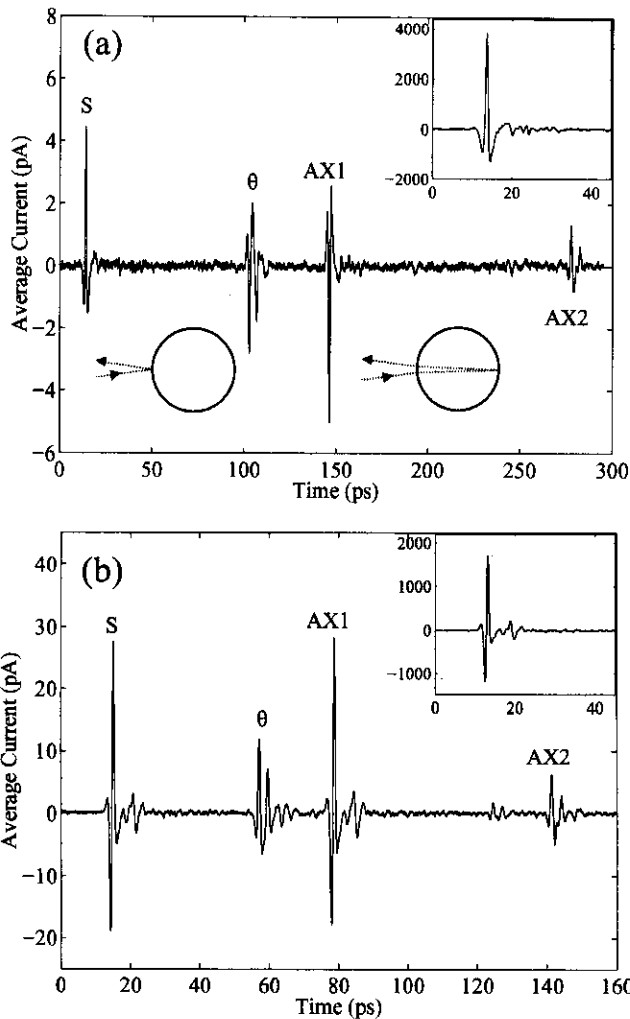 (a)
8
6
4
2
0
−2
−4
−6
Average Current (pA)
S
θ
AX1
AX2
4000
2000
0
−2000
0 20 40
0 50 100 150 200 250 300
Time (ps)
(b)
40
30
20
10
0
−10
−20
Average Current (pA)
S
θ
AX1
AX2
2000
1000
0
−1000
0 20 40
0 20 40 60 80 100 120 140 160
Time (ps)